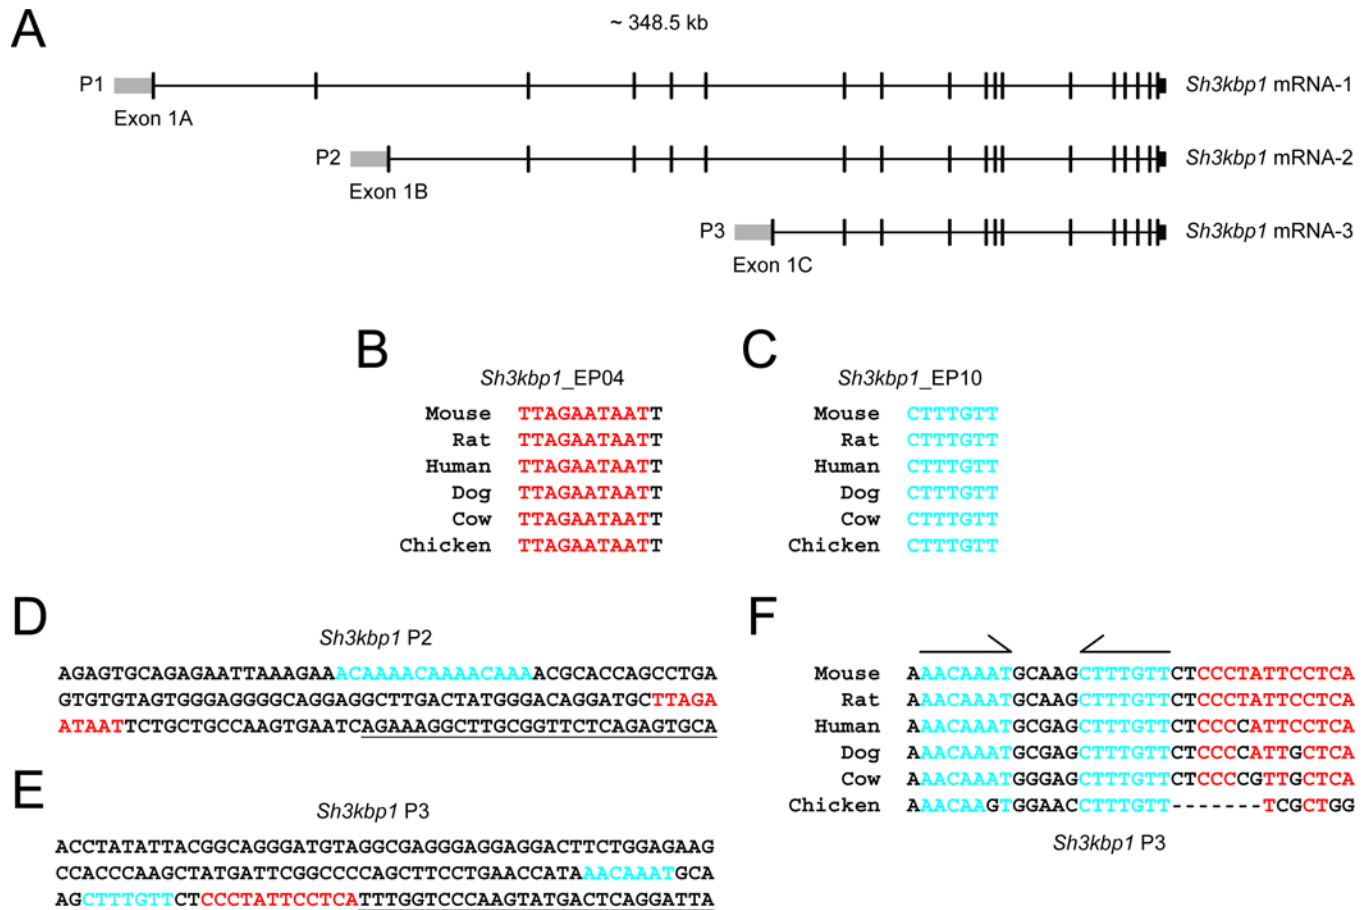 A
~ 348.5 kb
P1
Sh3kbp1 mRNA-1
Exon 1A
P2
Sh3kbp1 mRNA-2
Exon 1B
P3
Sh3kbp1 mRNA-3
Exon 1C
B
Sh3kbp1_EP04
Mouse TTAGAATAATT
Rat TTAGAATAATT
Human TTAGAATAATT
Dog TTAGAATAATT
Cow TTAGAATAATT
Chicken TTAGAATAATT
C
Sh3kbp1_EP10
Mouse CTTTGTT
Rat CTTTGTT
Human CTTTGTT
Dog CTTTGTT
Cow CTTTGTT
Chicken CTTTGTT
D
Sh3kbp1 P2
AGAGTGCAGAGAATTAAAGAAACAAAACAAAACAAAACGCACCAGCCTGA
GTGTGTAGTGGGAGGGGCAGGAGGCTTGACTATGGGACAGGATGCTTAGA
ATAATTCTGCTGCCAAGTGAATCAGAAAGGCTTGCGGTTCTCAGAGTGCA
E
Sh3kbp1 P3
ACCTATATTACGGCAGGGATGTAGGCGAGGGAGGAGGACTTCTGGAGAAG
CCACCCAAGCTATGATTCGGCCCCAGCTTCCTGAACCATAAACAAATGCA
AGCTTTGTTCTCCCTATTCCTCATTTGGTCCCAAGTATGACTCAGGATTA
F
Mouse AAACAAATGCAAGCTTTGTTCTCCCTATTCCTCA
Rat AAACAAATGCAAGCTTTGTTCTCCCTATTCCTCA
Human AAACAAATGCGAGCTTTGTTCTCCCCATTCCTCA
Dog AAACAAATGCGAGCTTTGTTCTCCCCATTGCTCA
Cow AAACAAATGGGAGCTTTGTTCTCCCCGTTGCTCA
Chicken AAACAAGTGGAACCTTTGTT-------TCGCTGG
Sh3kbp1 P3